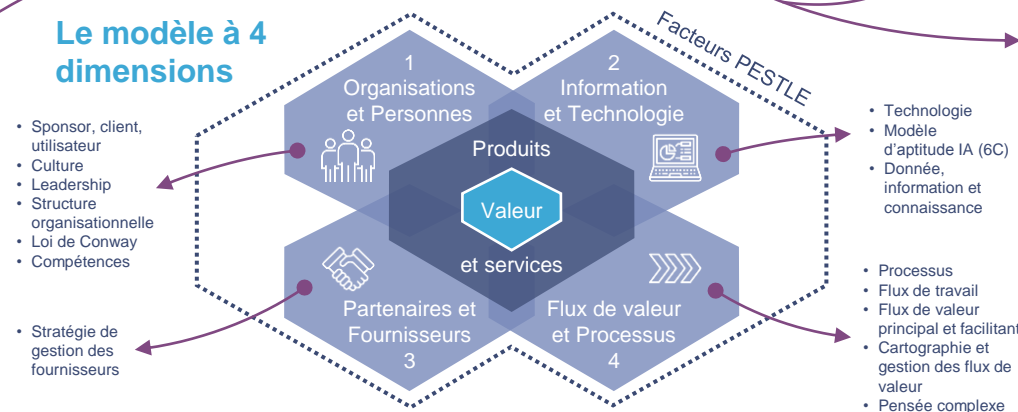 Le modèle à 4
dimensions
Facteurs PESTLE
1
Organisations
et Personnes
2
Information
et Technologie
Produits
Valeur
et services
Partenaires et
Fournisseurs
3
Flux de valeur
et Processus
4
• Sponsor, client,
utilisateur
• Culture
• Leadership
• Structure
organisationnelle
• Loi de Conway
• Compétences
• Stratégie de
gestion des
fournisseurs
• Technologie
• Modèle
d'aptitude IA (6C)
• Donnée,
information et
connaissance
• Processus
• Flux de travail
• Flux de valeur
principal et facilitant
• Cartographie et
gestion des flux de
valeur
• Pensée complexe